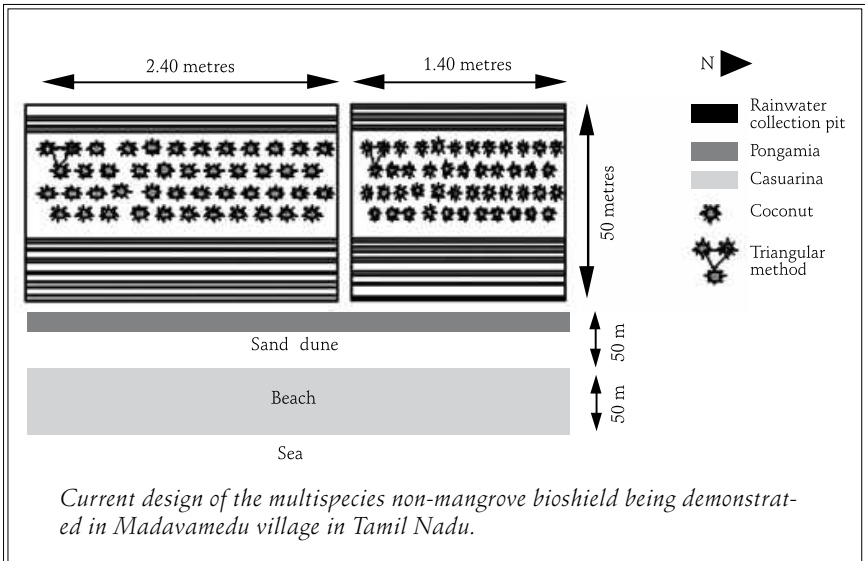 2.40 metres
1.40 metres
N
Rainwater
collection pit
Pongamia
Casuarina
Coconut
Triangular
method
50 metres
Sand dune
50 m
Beach
50 m
Sea
Current design of the multispecies non-mangrove bioshield being demonstrat-
ed in Madavamedu village in Tamil Nadu.